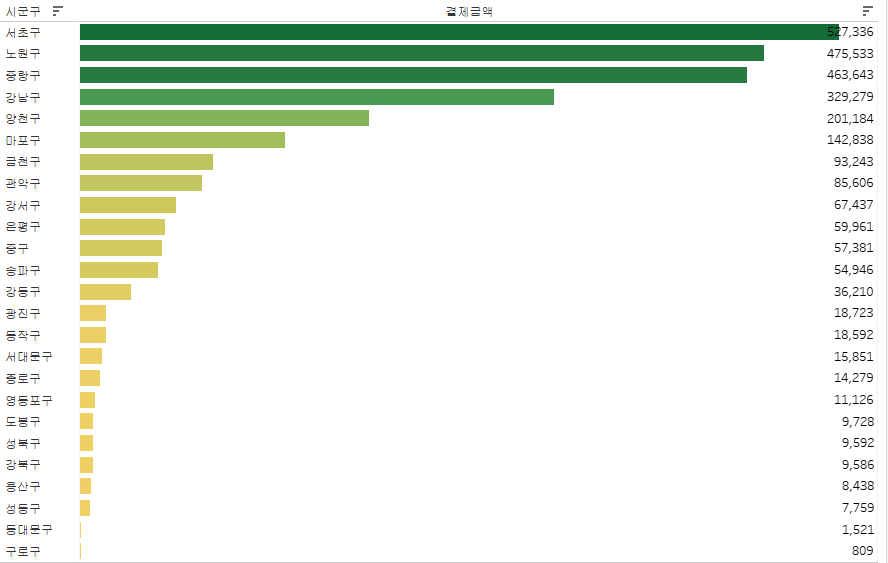 시군구 결제금액
서초구 527,336
노원구 475,533
중랑구 463,643
강남구 329,279
양천구 201,184
마포구 142,838
금천구 93,243
관악구 85,606
강서구 67,437
은평구 59,961
중구 57,381
송파구 54,946
강동구 36,210
광진구 18,723
동작구 18,592
서대문구 15,851
종로구 14,279
영등포구 11,126
도봉구 9,728
성북구 9,592
강북구 9,586
용산구 8,438
성동구 7,759
동대문구 1,521
구로구 809